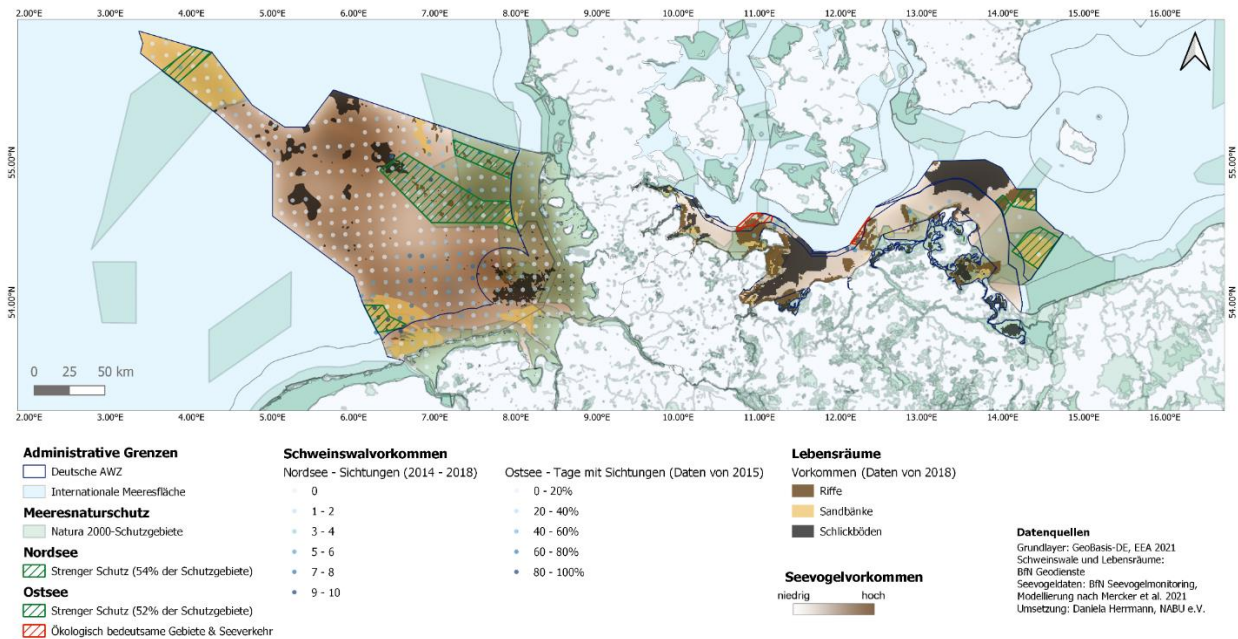 2.00°E 3.00°E 4.00°E 5.00°E 6.00°E 7.00°E 8.00°E 9.00°E 10.00°E 11.00°E 12.00°E 13.00°E 14.00°E 15.00°E 16.00°E
55.00°N 55.00°N
54.00°N 54.00°N
0 25 50 km
2.00°E 3.00°E 4.00°E 5.00°E 6.00°E 7.00°E 8.00°E 9.00°E 10.00°E 11.00°E 12.00°E 13.00°E 14.00°E 15.00°E 16.00°E
Administrative Grenzen
Deutsche AWZ
Internationale Meeresfläche
Meeresnaturschutz
Natura 2000-Schutzgebiete
Nordsee
Strenger Schutz (54% der Schutzgebiete)
Ostsee
Strenger Schutz (52% der Schutzgebiete)
Ökologisch bedeutsame Gebiete & Seeverkehr
Schweinswalvorkommen
Nordsee - Sichtungen (2014 - 2018)
0
1 - 2
3 - 4
5 - 6
7 - 8
9 - 10
Ostsee - Tage mit Sichtungen (Daten von 2015)
0 - 20%
20 - 40%
40 - 60%
60 - 80%
80 - 100%
Lebensräume
Vorkommen (Daten von 2018)
Riffe
Sandbänke
Schlickböden
Seevogelvorkommen
niedrig hoch
Datenquellen
Grundlayer: GeoBasis-DE, EEA 2021
Schweinswale und Lebensräume:
BfN Geodienste
Seevogeldaten: BfN Seevogelmonitoring,
Modellierung nach Mercker et al. 2021
Umsetzung: Daniela Herrmann, NABU e.V.